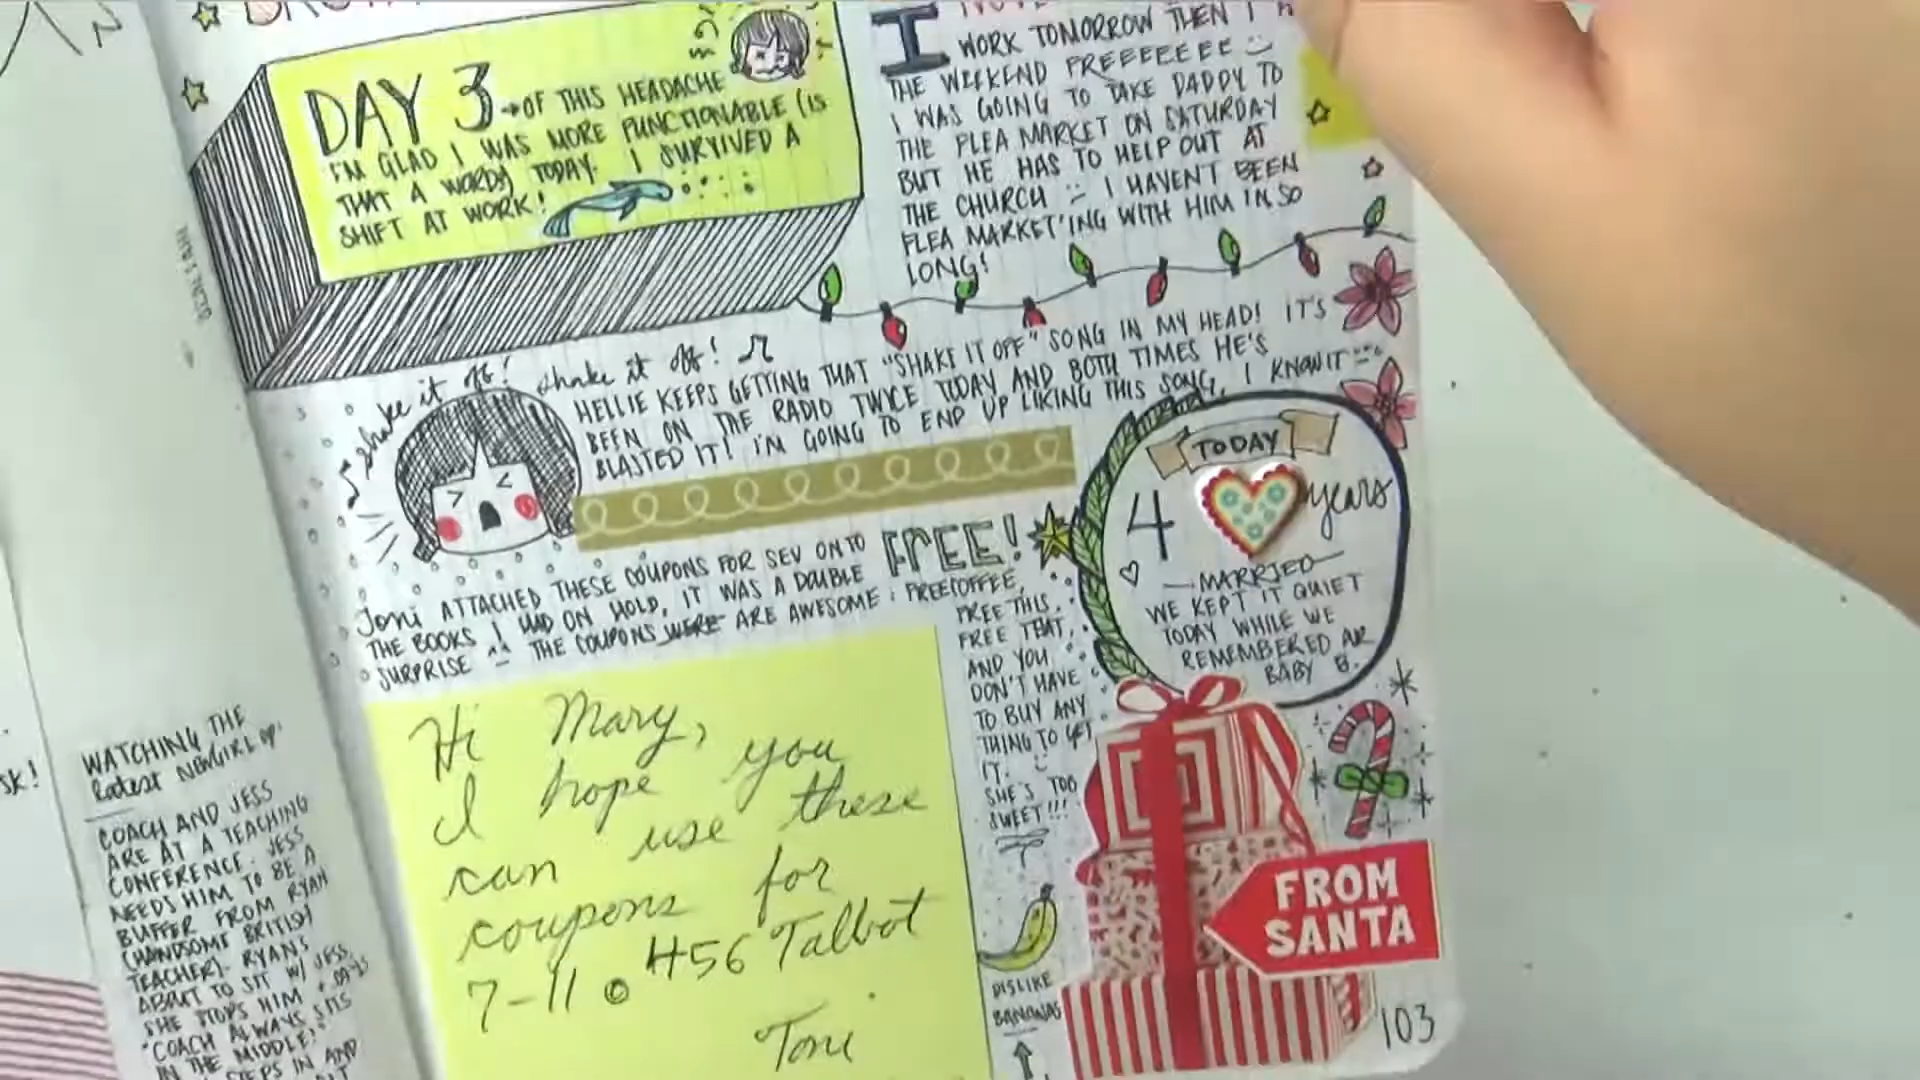 DAY 3 → OF THIS HEADACHE
I'M GLAD I WAS MORE FUNCTIONABLE (IS
THAT A WORD) TODAY. I SURVIVED A
SHIFT AT WORK!
I
WORK TOMORROW THEN I'M
THE WEEKEND FREEEEEEE
I WAS GOING TO TAKE DADDY TO
THE FLEA MARKET ON SATURDAY
BUT HE HAS TO HELP OUT AT
THE CHURCH I HAVEN'T BEEN
FLEA MARKET'ING WITH HIM IN SO
LONG!
shake it off! shake it off!
HELLIE KEEPS GETTING THAT "SHAKE IT OFF" SONG IN MY HEAD! IT'S
BEEN ON THE RADIO TWICE TODAY AND BOTH TIMES HE'S
BLASTED IT! I'M GOING TO END UP LIKING THIS SONG, I KNOW IT
TODAY
4 years
MARRIED
WE KEPT IT QUIET
TODAY WHILE WE
REMEMBERED
BABY B.
Joni ATTACHED THESE COUPONS FOR SEV ONTO
THE BOOKS I HAD ON HOLD, IT WAS A DOUBLE
SURPRISE ^^ THE COUPONS WERE ARE AWESOME:
FREE!
FREE COFFEE,
FREE THIS,
FREE THAT,
AND YOU
DON'T HAVE
TO BUY ANY
THING TO GET
IT.
SHE'S TOO
SWEET!!!
Hi Mary,
I hope you
can use these
coupons for
7-11 @ 456 Talbot
Toni
DISLIKE
BANANAS
FROM
SANTA
103
WATCHING THE
latest NEWGIRL EP.
COACH AND JESS
ARE AT A TEACHING
CONFERENCE. JESS
NEEDS HIM TO BE A
BUFFER FROM RYAN
(HANDSOME BRITISH
TEACHER). RYAN'S
ABOUT TO SIT W/ JESS,
SHE STOPS HIM
"COACH ALWAYS SITS
IN THE MIDDLE,"
STEPS IN AND
SK!